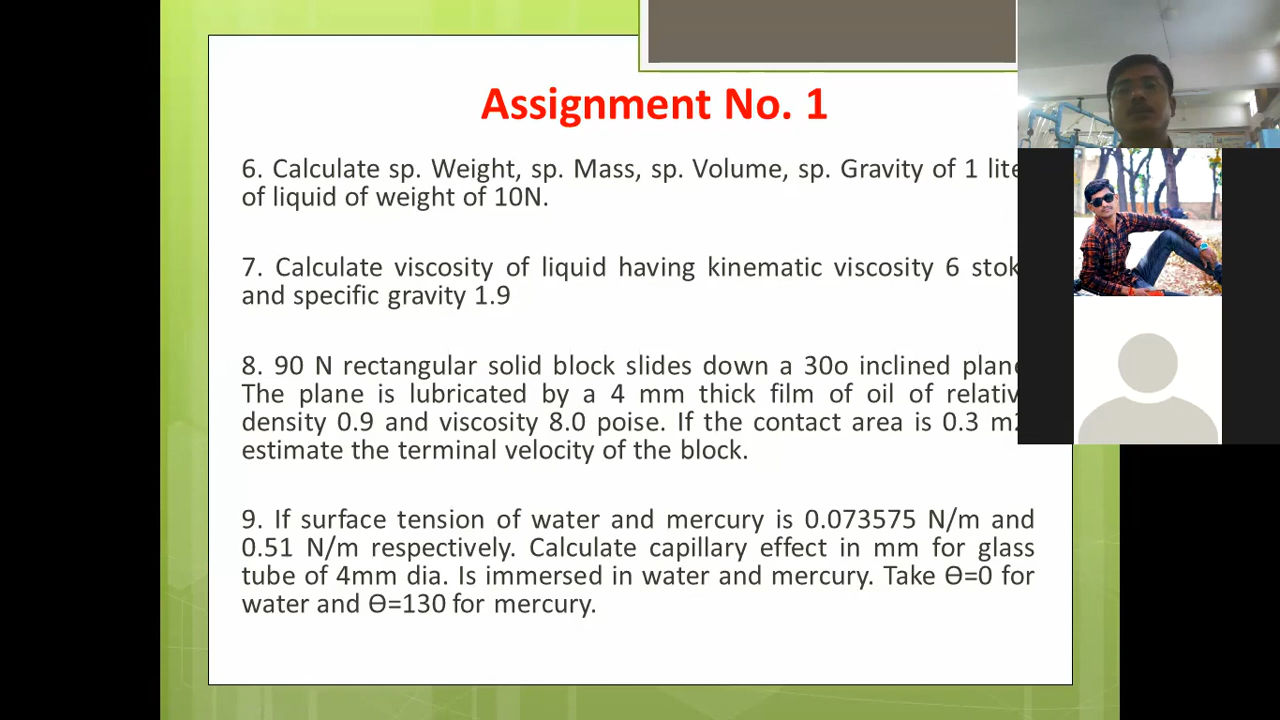 Assignment No. 1
6. Calculate sp. Weight, sp. Mass, sp. Volume, sp. Gravity of 1
of liquid of weight of 10N.
7. Calculate viscosity of liquid having kinematic viscosity 6
and specific gravity 1.9
8. 90 N rectangular solid block slides down a 30o inclined
The plane is lubricated by a 4 mm thick film of oil of
density 0.9 and viscosity 8.0 poise. If the contact area is 0.3
estimate the terminal velocity of the block.
9. If surface tension of water and mercury is 0.073575 N/m and
0.51 N/m respectively. Calculate capillary effect in mm for glass
tube of 4mm dia. Is immersed in water and mercury. Take ϴ=0 for
water and ϴ=130 for mercury.